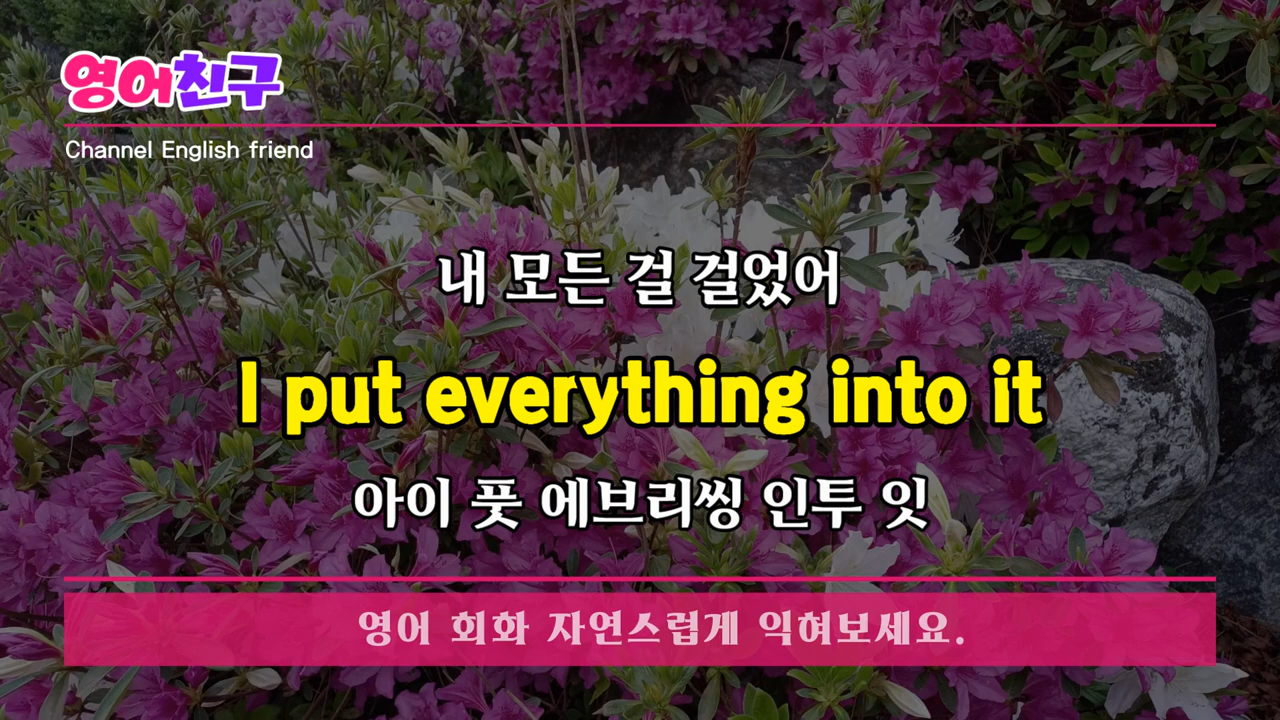 영어친구
Channel English friend
내 모든 걸 걸었어
I put everything into it
아이 풋 에브리씽 인투 잇
영어 회화 자연스럽게 익혀보세요.